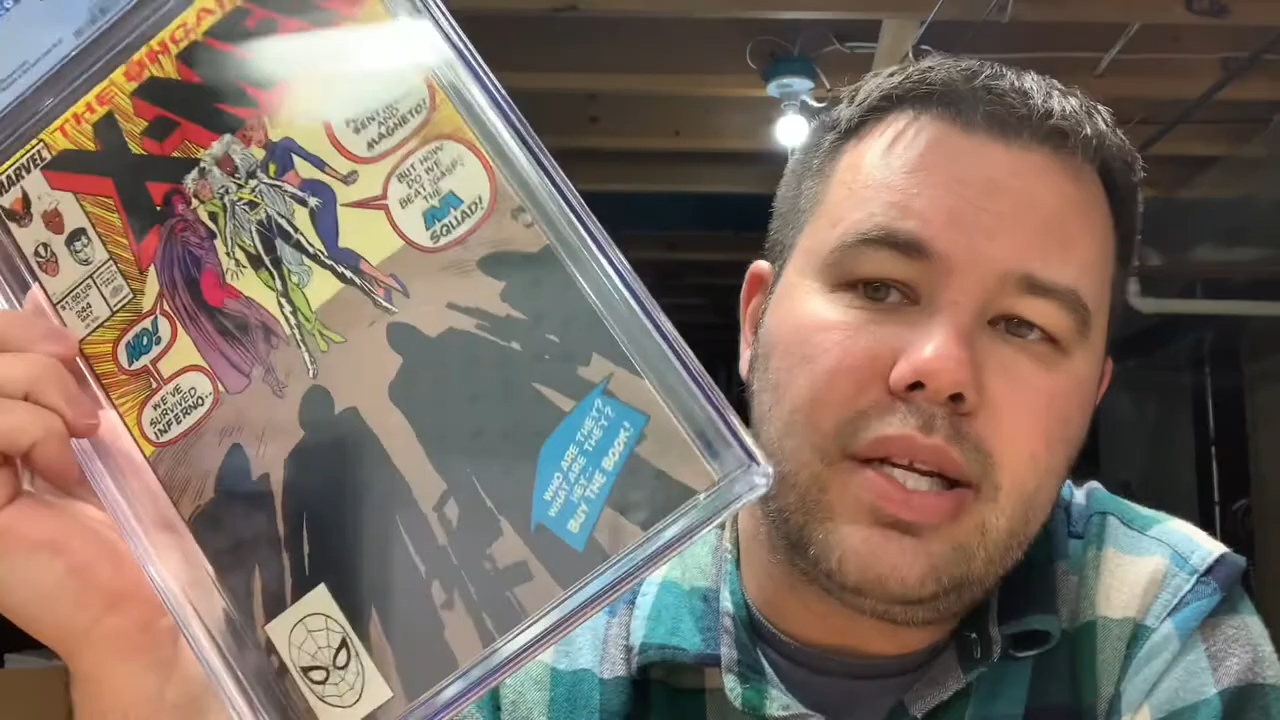 THE UNCA
MARVEL
X
$1.00 US
244
MAY
NO!
WE'VE
SURVIVED
INFERNO--
AND
MAGNETO!
BUT HOW
DO WE
BEAT (GASP)
THE
M
SQUAD!
WHO ARE THEY?
WHAT ARE THEY?
HEY--
BUY THE BOOK!